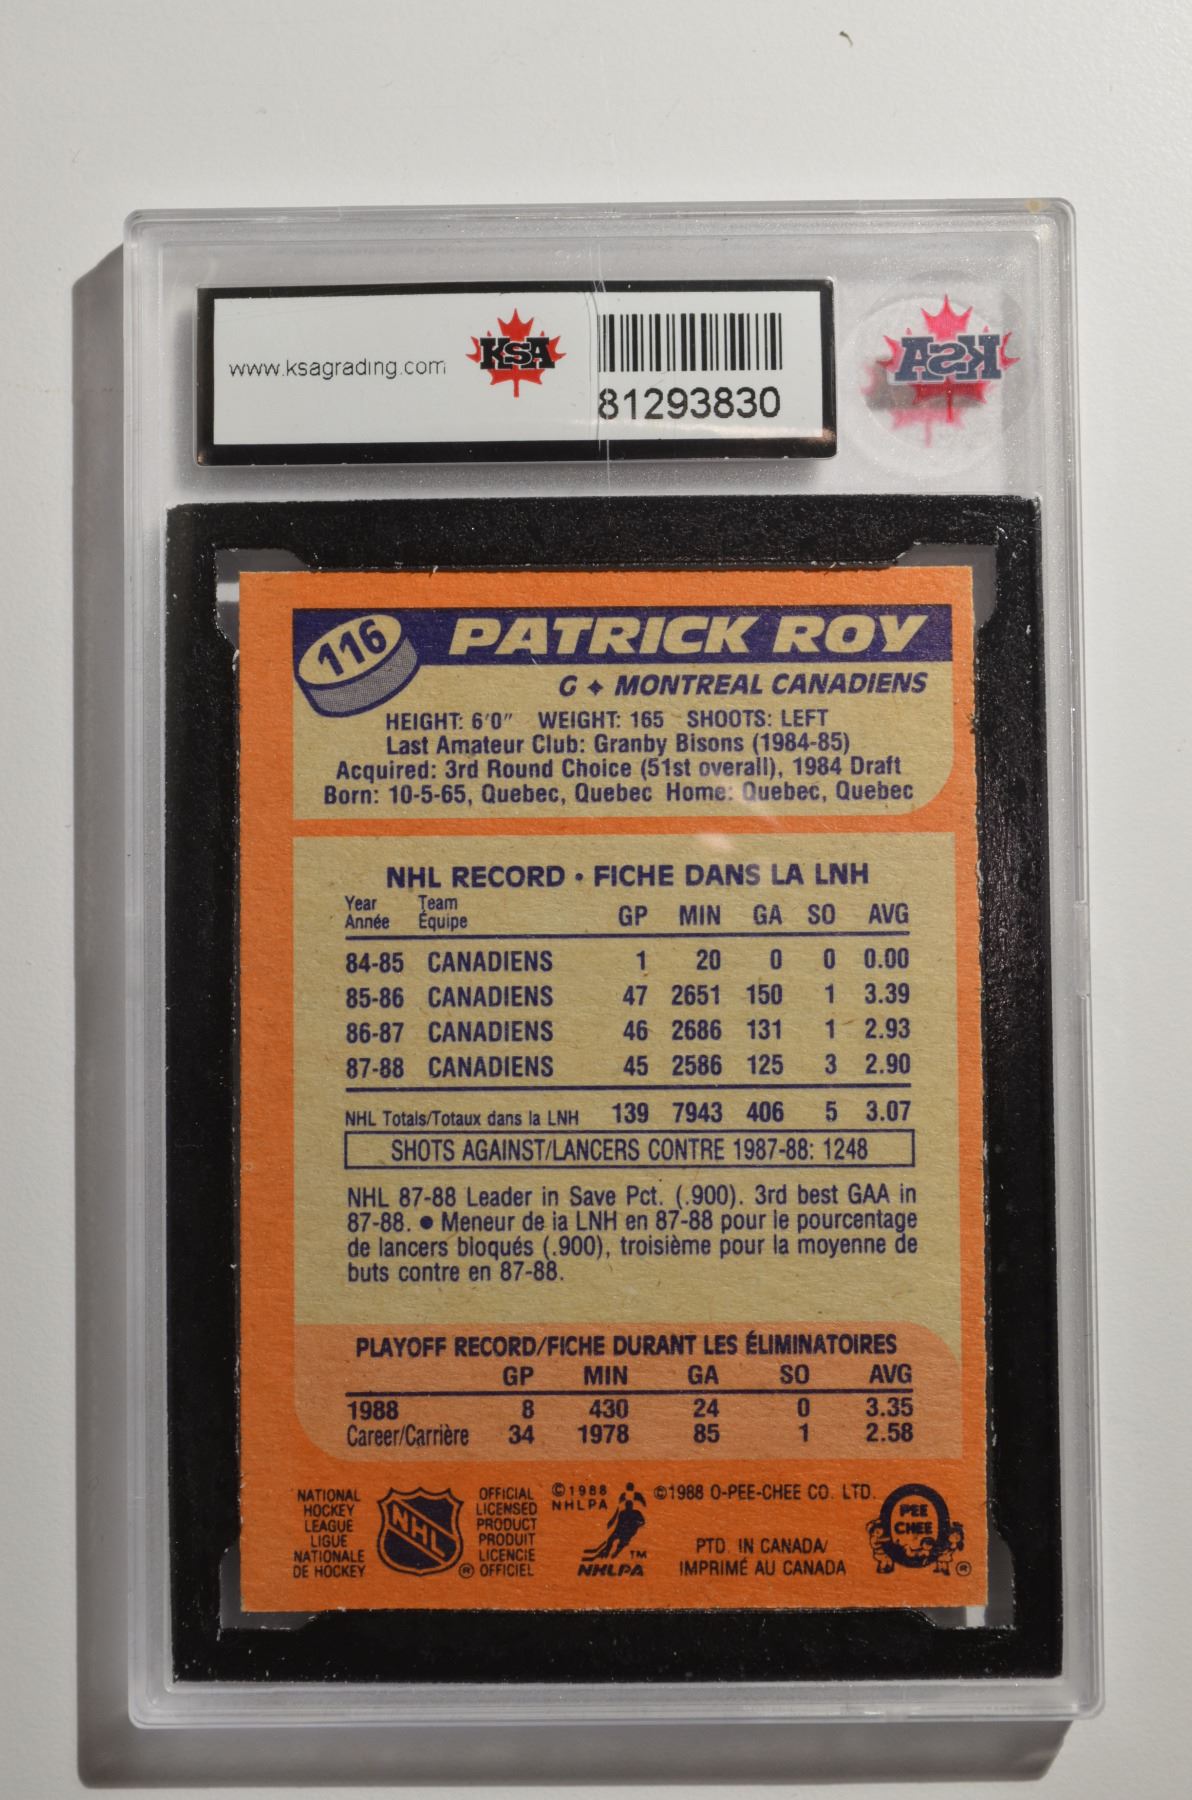 www.ksagrading.com
KSA
81293830
KSA
116
PATRICK ROY
G ✦ MONTREAL CANADIENS
HEIGHT: 6'0" WEIGHT: 165 SHOOTS: LEFT
Last Amateur Club: Granby Bisons (1984-85)
Acquired: 3rd Round Choice (51st overall), 1984 Draft
Born: 10-5-65, Quebec, Quebec Home: Quebec, Quebec
NHL RECORD • FICHE DANS LA LNH
Year Team
Année Équipe GP MIN GA SO AVG
84-85 CANADIENS 1 20 0 0 0.00
85-86 CANADIENS 47 2651 150 1 3.39
86-87 CANADIENS 46 2686 131 1 2.93
87-88 CANADIENS 45 2586 125 3 2.90
NHL Totals/Totaux dans la LNH 139 7943 406 5 3.07
SHOTS AGAINST/LANCERS CONTRE 1987-88: 1248
NHL 87-88 Leader in Save Pct. (.900). 3rd best GAA in
87-88. ● Meneur de la LNH en 87-88 pour le pourcentage
de lancers bloqués (.900), troisième pour la moyenne de
buts contre en 87-88.
PLAYOFF RECORD/FICHE DURANT LES ÉLIMINATOIRES
GP MIN GA SO AVG
1988 8 430 24 0 3.35
Career/Carrière 34 1978 85 1 2.58
NATIONAL
HOCKEY
LEAGUE
LIGUE
NATIONALE
DE HOCKEY
NHL
®
OFFICIAL
LICENSED
PRODUCT
PRODUIT
LICENCIE
OFFICIEL
©1988
NHLPA
TM
NHLPA
©1988 O-PEE-CHEE CO. LTD.
PTD. IN CANADA/
IMPRIMÉ AU CANADA
PEE
CHEE
®